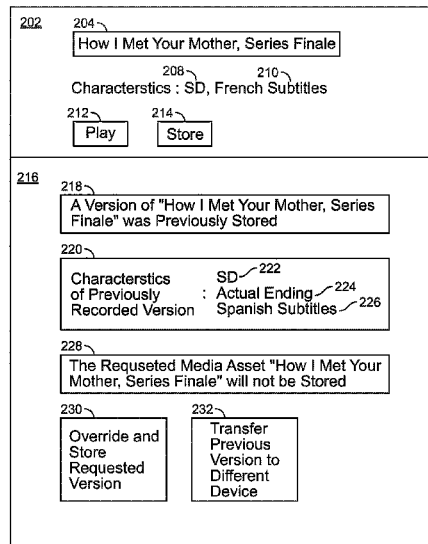 202
204
How I Met Your Mother, Series Finale
208 210
Characterstics : SD, French Subtitles
212 214
Play Store
216
218
A Version of "How I Met Your Mother, Series
Finale" was Previously Stored
220
Characterstics SD 222
of Previously : Actual Ending 224
Recorded Version Spanish Subtitles 226
228
The Requseted Media Asset "How I Met Your
Mother, Series Finale" will not be Stored
230 232
Override and Transfer
Store Previous
Requested Version to
Version Different
Device